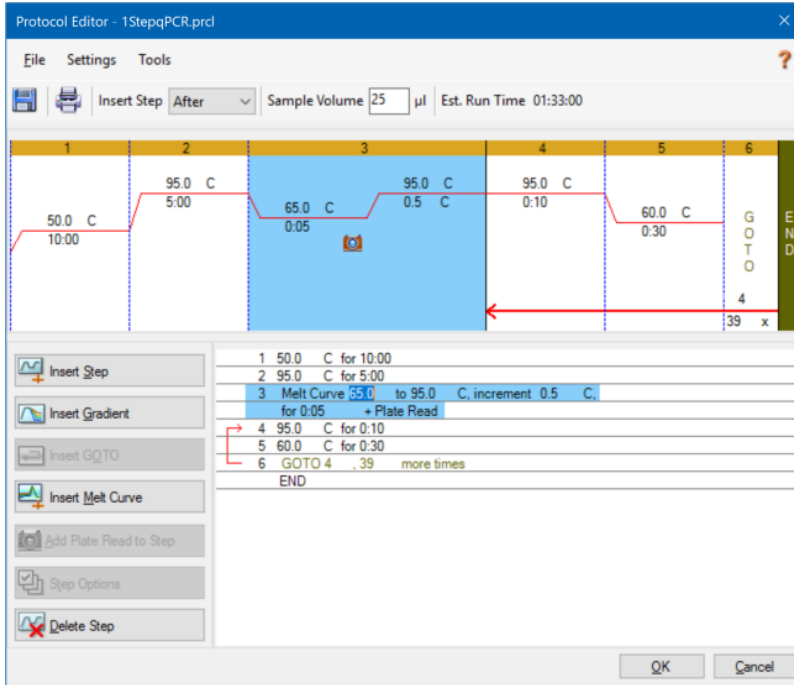 Protocol Editor - 1StepqPCR.prcl
File Settings Tools ?
Insert Step After Sample Volume 25 µl Est. Run Time 01:33:00
1 2 3 4 5 6
95.0 C 95.0 C 95.0 C
5:00 65.0 C 0.5 C 0:10 60.0 C
50.0 C 0:05 0:30
10:00
GOTO
4
39 x
END
Insert Step
Insert Gradient
Insert GOTO
Insert Melt Curve
Add Plate Read to Step
Step Options
Delete Step
1 50.0 C for 10:00
2 95.0 C for 5:00
3 Melt Curve 65.0 to 95.0 C, increment 0.5 C,
for 0:05 + Plate Read
4 95.0 C for 0:10
5 60.0 C for 0:30
6 GOTO 4 , 39 more times
END
OK Cancel